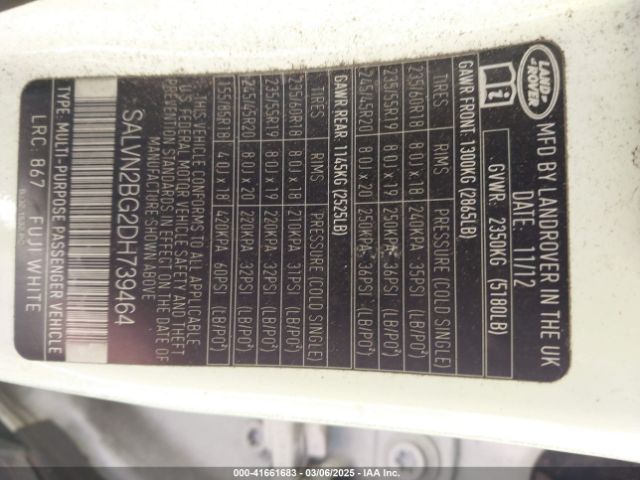 LAND ROVER
MFD BY LANDROVER IN THE UK
DATE: 11/12
GVWR: 2350KG (5180LB)
GAWR FRONT: 1300KG (2865LB)
TIRES RIMS PRESSURE (COLD SINGLE)
235/60R18 8.0J x 18 240KPA 35PSI (LB/PO²)
235/55R19 8.0J x 19 250KPA 36PSI (LB/PO²)
245/45R20 8.0J x 20 250KPA 36PSI (LB/PO²)
GAWR REAR: 1145KG (2525LB)
TIRES RIMS PRESSURE (COLD SINGLE)
235/60R18 8.0J x 18 210KPA 31PSI (LB/PO²)
235/55R19 8.0J x 19 220KPA 32PSI (LB/PO²)
245/45R20 8.0J x 20 220KPA 32PSI (LB/PO²)
155/85R18 4.0J x 18 420KPA 60PSI (LB/PO²)
THIS VEHICLE CONFORMS TO ALL APPLICABLE
U.S FEDERAL MOTOR VEHICLE SAFETY AND THEFT
PREVENTION STANDARDS IN EFFECT ON THE DATE OF
MANUFACTURE SHOWN ABOVE
SALVN2BG2DH739464
TYPE: MULTI-PURPOSE PASSENGER VEHICLE
LRC: 867 FUJI WHITE
000-41661683 - 03/06/2025 - IAA Inc.